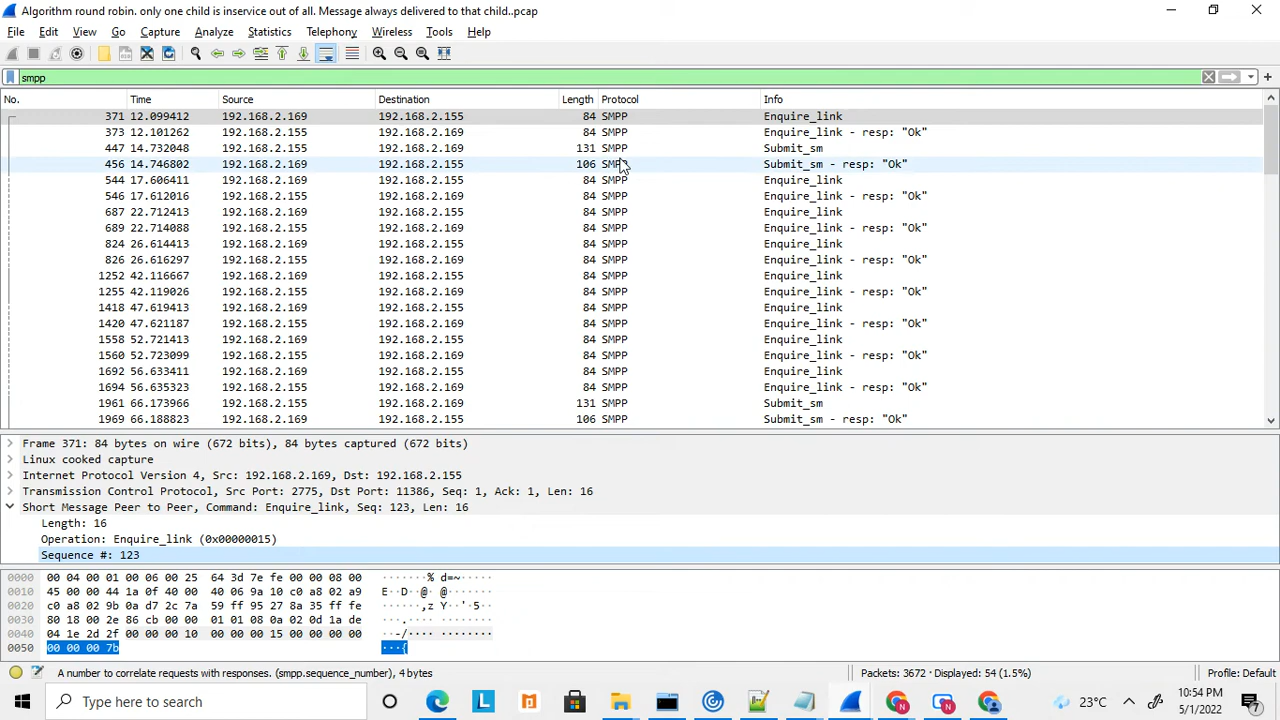 Algorithm round robin. only one child is inservice out of all. Message always delivered to that child..pcap
File Edit View Go Capture Analyze Statistics Telephony Wireless Tools Help
smpp
No. Time Source Destination Length Protocol Info
371 12.099412 192.168.2.169 192.168.2.155 84 SMPP Enquire_link
373 12.101262 192.168.2.155 192.168.2.169 84 SMPP Enquire_link - resp: "Ok"
447 14.732048 192.168.2.169 192.168.2.155 131 SMPP Submit_sm
456 14.746802 192.168.2.155 192.168.2.169 106 SMPP Submit_sm - resp: "Ok"
544 17.606411 192.168.2.169 192.168.2.155 84 SMPP Enquire_link
546 17.612016 192.168.2.155 192.168.2.169 84 SMPP Enquire_link - resp: "Ok"
687 22.712413 192.168.2.155 192.168.2.169 84 SMPP Enquire_link
689 22.714088 192.168.2.169 192.168.2.155 84 SMPP Enquire_link - resp: "Ok"
824 26.614413 192.168.2.155 192.168.2.169 84 SMPP Enquire_link
826 26.616297 192.168.2.169 192.168.2.155 84 SMPP Enquire_link - resp: "Ok"
1252 42.116667 192.168.2.169 192.168.2.155 84 SMPP Enquire_link
1255 42.119026 192.168.2.155 192.168.2.169 84 SMPP Enquire_link - resp: "Ok"
1418 47.619413 192.168.2.169 192.168.2.155 84 SMPP Enquire_link
1420 47.621187 192.168.2.155 192.168.2.169 84 SMPP Enquire_link - resp: "Ok"
1558 52.721339 192.168.2.155 192.168.2.169 84 SMPP Enquire_link
1560 52.723099 192.168.2.169 192.168.2.155 84 SMPP Enquire_link - resp: "Ok"
1692 56.633411 192.168.2.155 192.168.2.169 84 SMPP Enquire_link
1694 56.635323 192.168.2.169 192.168.2.155 84 SMPP Enquire_link - resp: "Ok"
1961 66.173966 192.168.2.169 192.168.2.155 131 SMPP Submit_sm
1969 66.188823 192.168.2.155 192.168.2.169 106 SMPP Submit_sm - resp: "Ok"
Frame 371: 84 bytes on wire (672 bits), 84 bytes captured (672 bits)
Linux cooked capture
Internet Protocol Version 4, Src: 192.168.2.169, Dst: 192.168.2.155
Transmission Control Protocol, Src Port: 2775, Dst Port: 11386, Seq: 1, Ack: 1, Len: 16
Short Message Peer to Peer, Command: Enquire_link, Seq: 123, Len: 16
Length: 16
Operation: Enquire_link (0x00000015)
Sequence #: 123
0000 00 04 00 01 00 06 00 25 64 3d 7e fe 00 00 08 00 ·······% d=~·····
0010 45 00 00 44 1a 0f 40 00 40 06 9a 10 c0 a8 02 a9 E··D··@· @·······
0020 c0 a8 02 9b 0a d7 2c 7a 59 ff 95 27 8a 35 ff fe ······,z Y··'·5··
0030 80 18 00 2e 86 cb 00 00 01 01 08 0a 02 0d 1a de ···.···· ········
0040 04 1e 2d 2f 00 00 00 10 00 00 00 15 00 00 00 00 ··-/···· ········
0050 00 00 00 7b ···{
A number to correlate requests with responses. (smpp.sequence_number), 4 bytes Packets: 3672 · Displayed: 54 (1.5%) Profile: Default
Type here to search 23°C 10:54 PM
5/1/2022 7